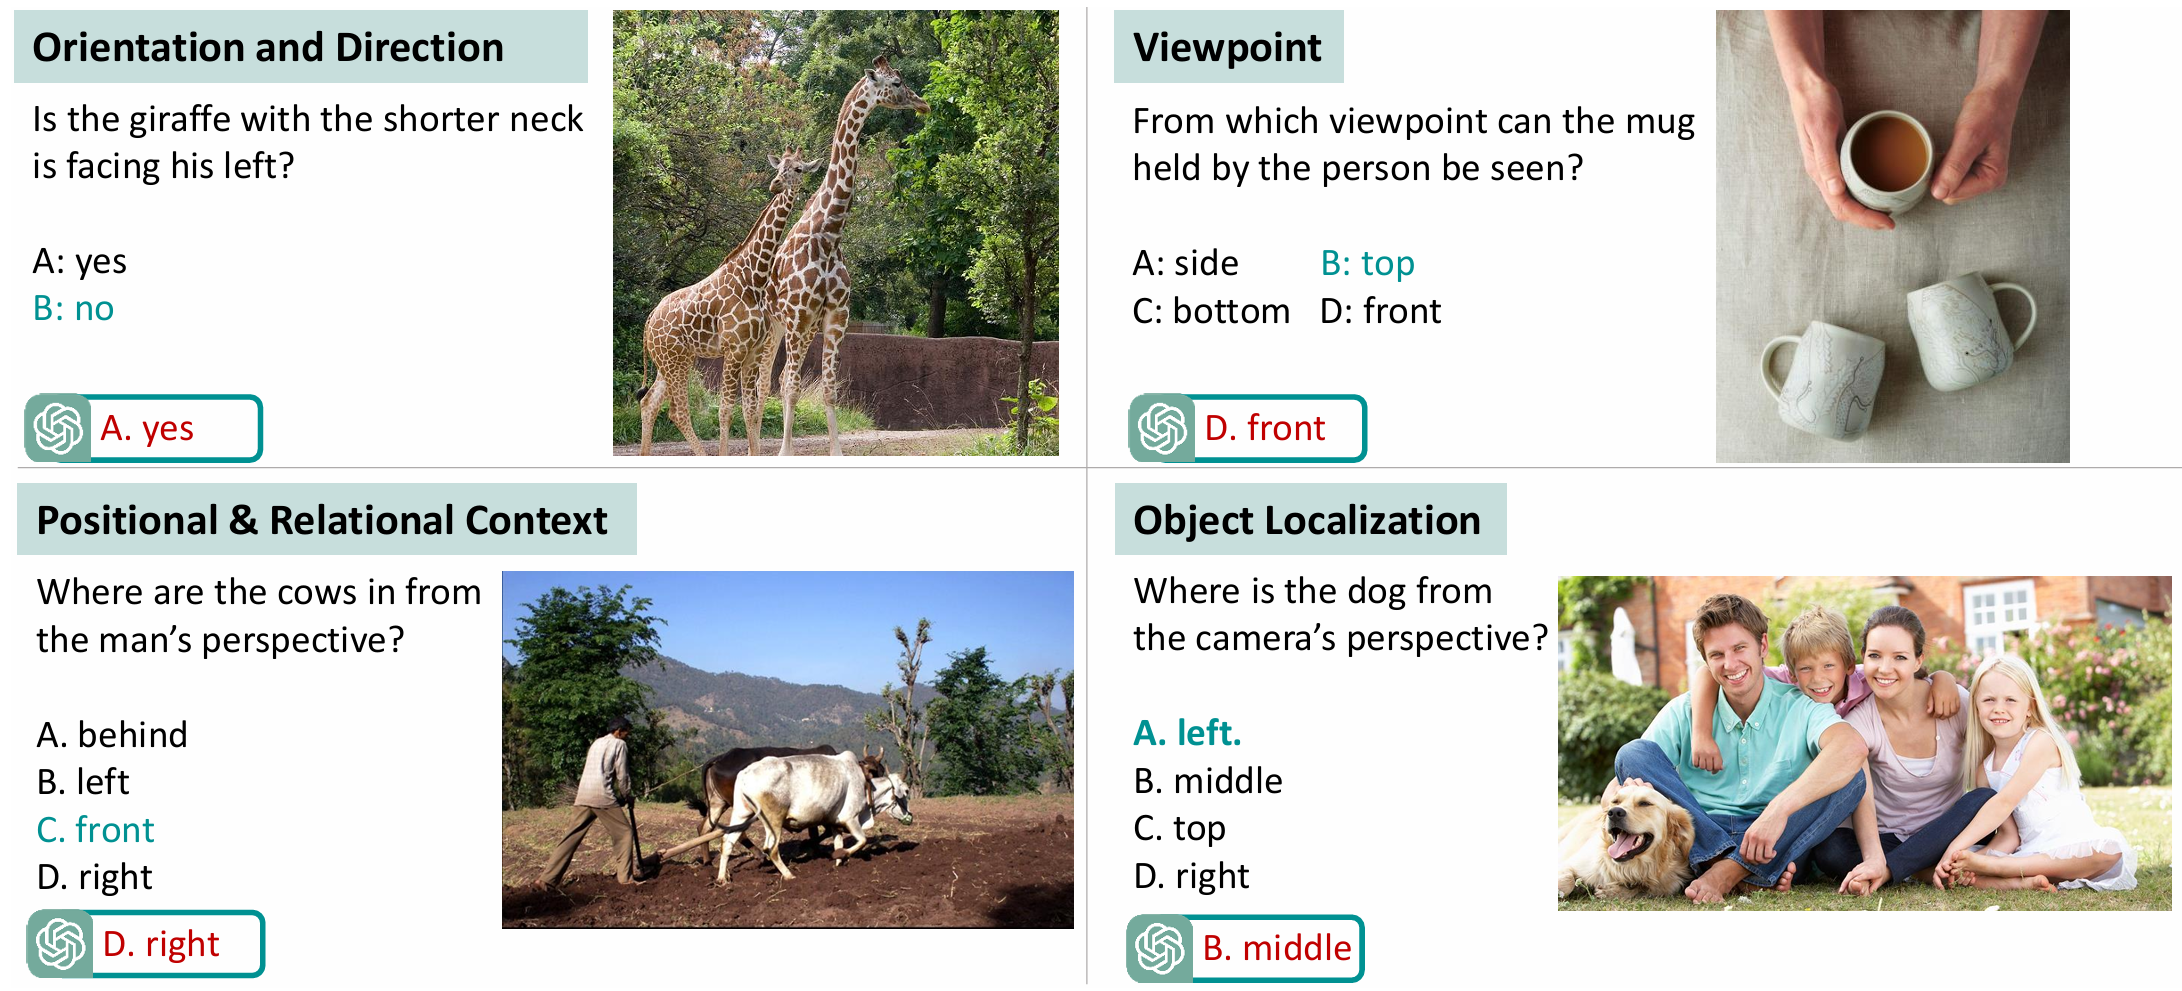 Orientation and Direction
Is the giraffe with the shorter neck
is facing his left?
A: yes
B: no
A. yes
Viewpoint
From which viewpoint can the mug
held by the person be seen?
A: side B: top
C: bottom D: front
D. front
Positional & Relational Context
Where are the cows in from
the man's perspective?
A. behind
B. left
C. front
D. right
D. right
Object Localization
Where is the dog from
the camera's perspective?
A. left.
B. middle
C. top
D. right
B. middle